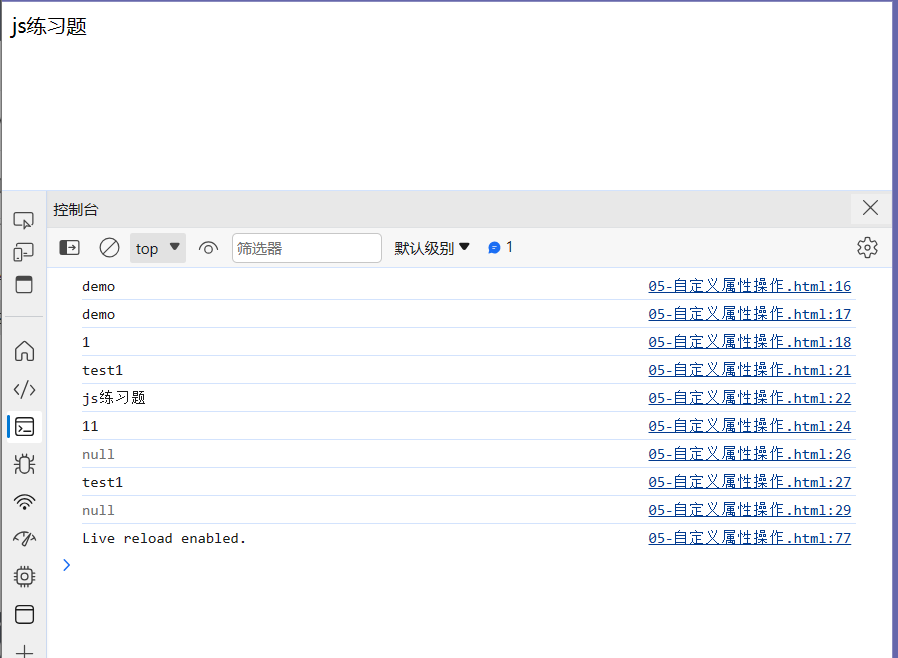 js练习题
控制台
top 筛选器 默认级别 1
demo 05-自定义属性操作.html:16
demo 05-自定义属性操作.html:17
1 05-自定义属性操作.html:18
test1 05-自定义属性操作.html:21
js练习题 05-自定义属性操作.html:22
11 05-自定义属性操作.html:24
null 05-自定义属性操作.html:26
test1 05-自定义属性操作.html:27
null 05-自定义属性操作.html:29
Live reload enabled. 05-自定义属性操作.html:77